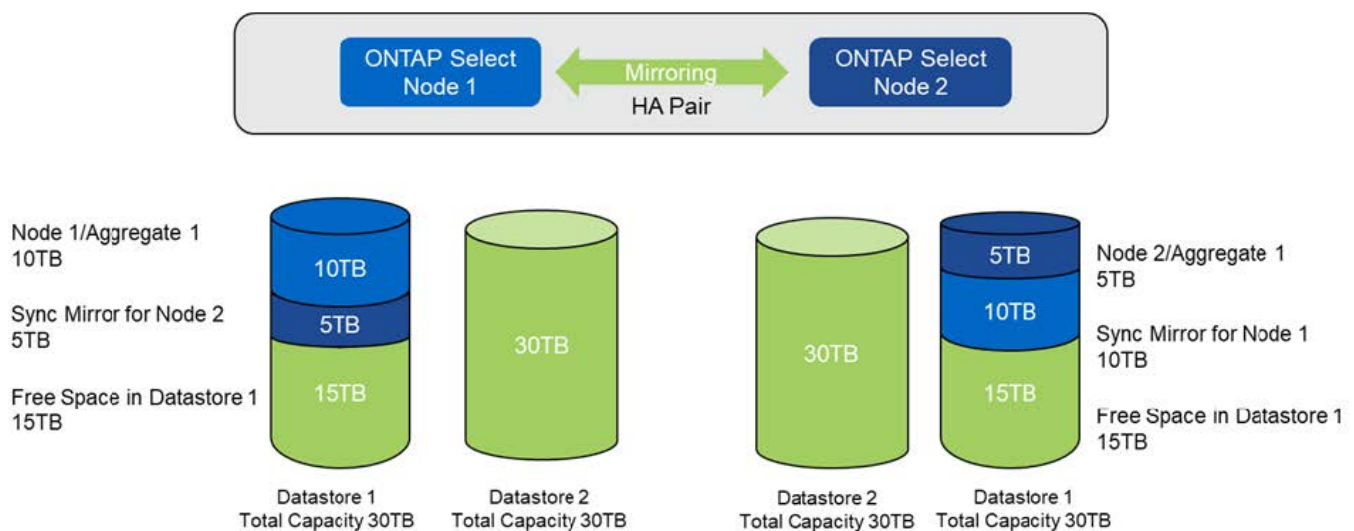 ONTAP Select
Node 1
Mirroring
HA Pair
ONTAP Select
Node 2
Node 1/Aggregate 1
10TB
Sync Mirror for Node 2
5TB
Free Space in Datastore 1
15TB
10TB
5TB
15TB
30TB
30TB
5TB
10TB
15TB
Node 2/Aggregate 1
5TB
Sync Mirror for Node 1
10TB
Free Space in Datastore 1
15TB
Datastore 1
Total Capacity 30TB
Datastore 2
Total Capacity 30TB
Datastore 2
Total Capacity 30TB
Datastore 1
Total Capacity 30TB